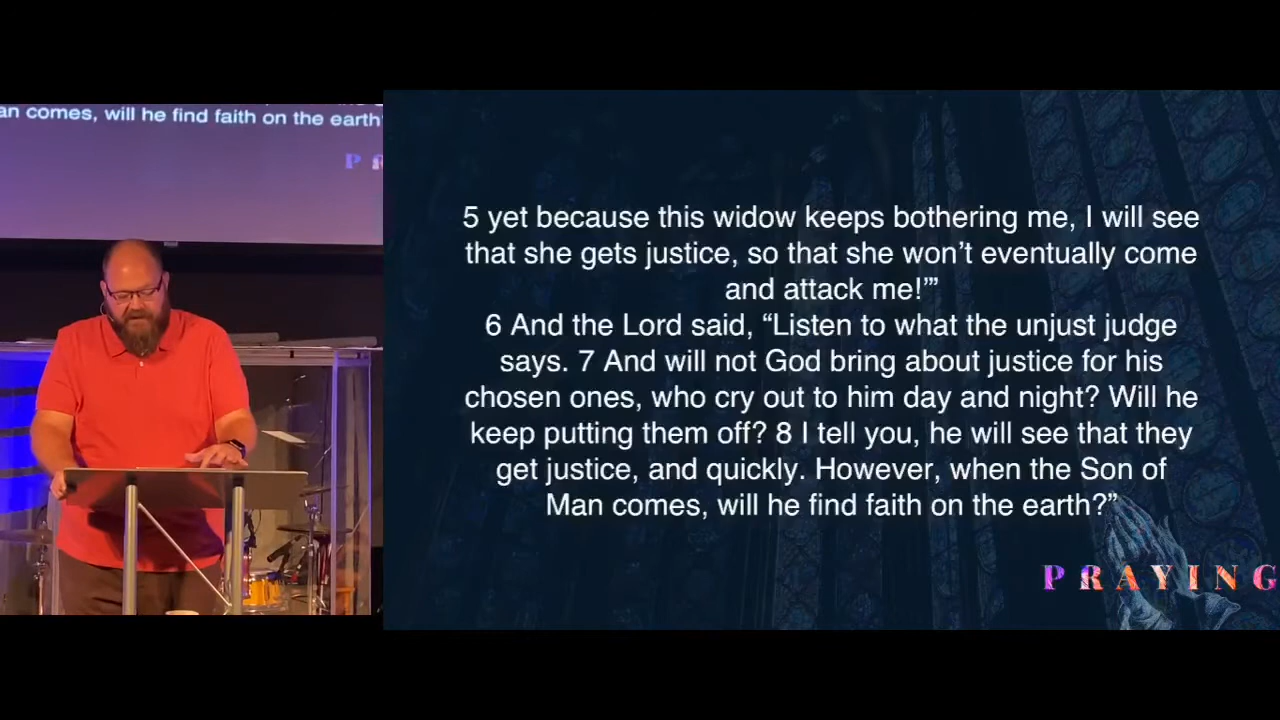 an comes, will he find faith on the earth
P R
5 yet because this widow keeps bothering me, I will see
that she gets justice, so that she won’t eventually come
and attack me!’”
6 And the Lord said, “Listen to what the unjust judge
says. 7 And will not God bring about justice for his
chosen ones, who cry out to him day and night? Will he
keep putting them off? 8 I tell you, he will see that they
get justice, and quickly. However, when the Son of
Man comes, will he find faith on the earth?”
PRAYING